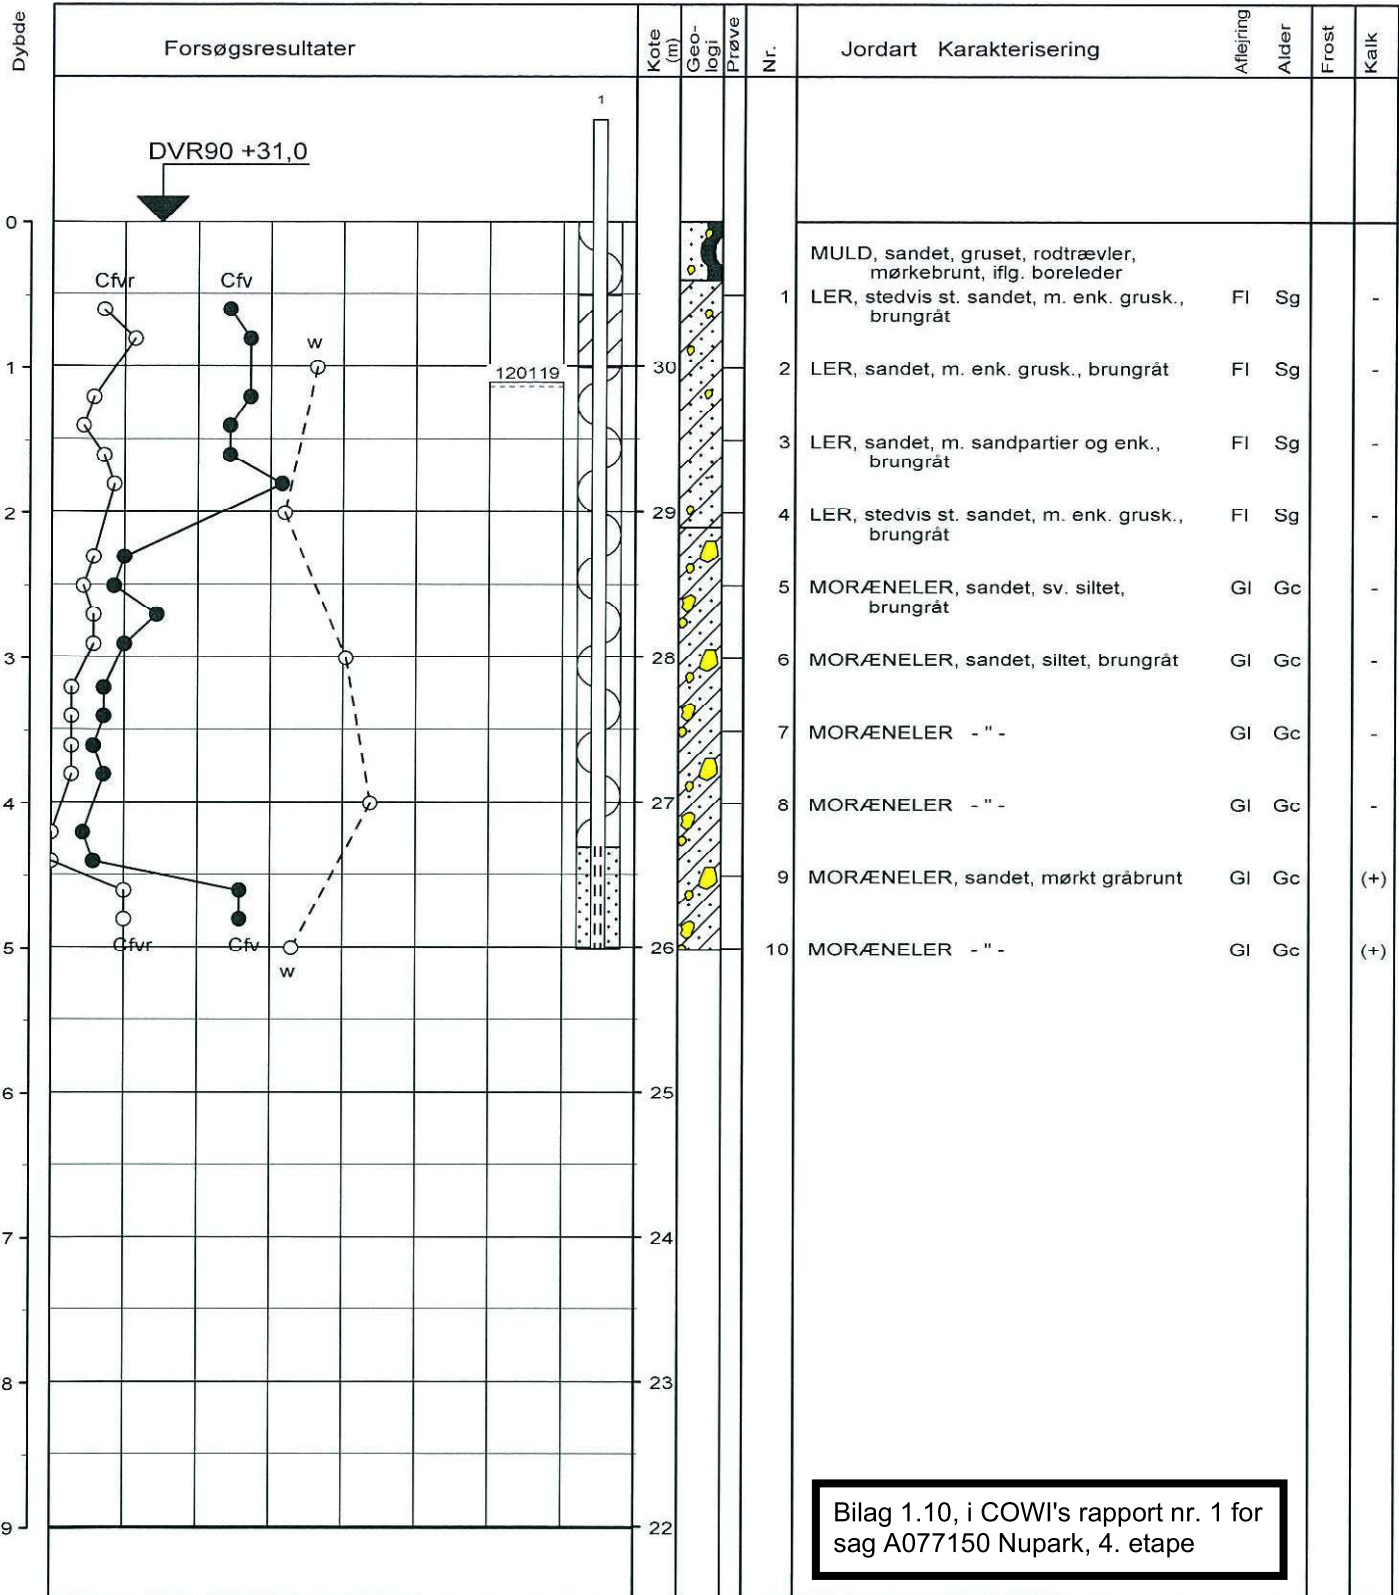 Dybde
Forsøgsresultater
Kote
(m)
Geo-
logi
Prøve
Nr.
Jordart Karakterisering
Aflejring
Alder
Frost
Kalk
1
DVR90 +31,0
0
MULD, sandet, gruset, rodtrævler,
mørkebrunt, iflg. boreleder
Cfvr
Cfv
1 LER, stedvis st. sandet, m. enk. grusk., Fl Sg -
brungråt
w
1
120119
30
2 LER, sandet, m. enk. grusk., brungråt Fl Sg -
3 LER, sandet, m. sandpartier og enk., Fl Sg -
brungråt
2
29
4 LER, stedvis st. sandet, m. enk. grusk., Fl Sg -
brungråt
5 MORÆNELER, sandet, sv. siltet, Gl Gc -
brungråt
3
28
6 MORÆNELER, sandet, siltet, brungråt Gl Gc -
7 MORÆNELER - " - Gl Gc -
4
27
8 MORÆNELER - " - Gl Gc -
9 MORÆNELER, sandet, mørkt gråbrunt Gl Gc (+)
Cfvr
Cfv
5
26
10 MORÆNELER - " - Gl Gc (+)
w
6
25
7
24
8
23
9
22
Bilag 1.10, i COWI's rapport nr. 1 for
sag A077150 Nupark, 4. etape